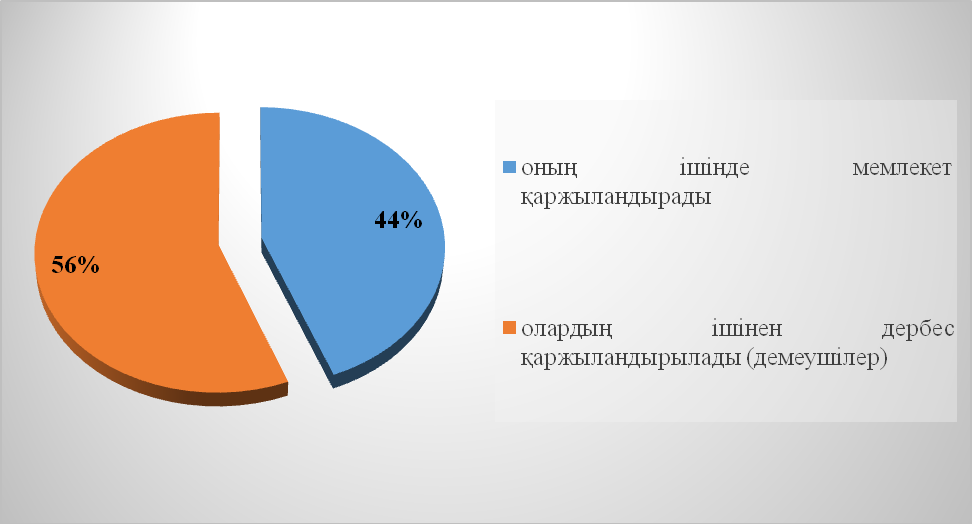 44%
56%
оның ішінде мемлекет
қаржыландырады
олардың ішінен дербес
қаржыландырылады (демеушілер)